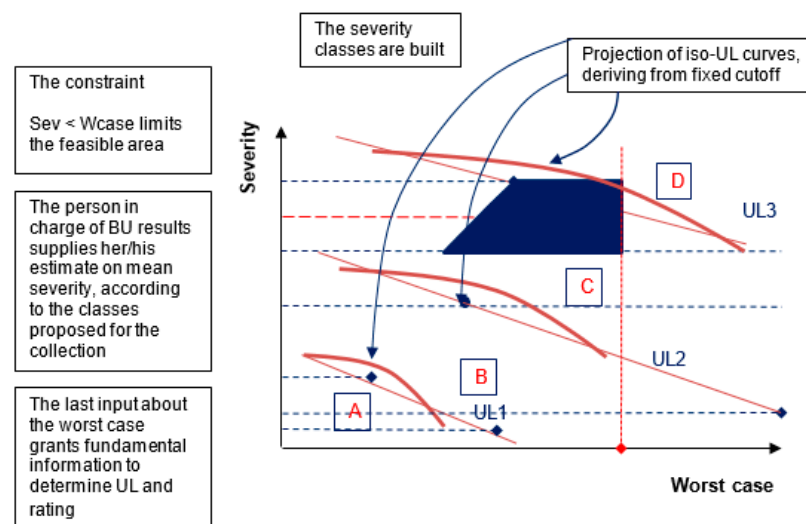 The severity
classes are built
Projection of iso-UL curves,
deriving from fixed cutoff
The constraint
Sev < Wcase limits
the feasible area
The person in
charge of BU results
supplies her/his
estimate on mean
severity, according
to the classes
proposed for the
collection
The last input about
the worst case
grants fundamental
information to
determine UL and
rating
Severity
D
UL3
C
UL2
B
A
UL1
Worst case